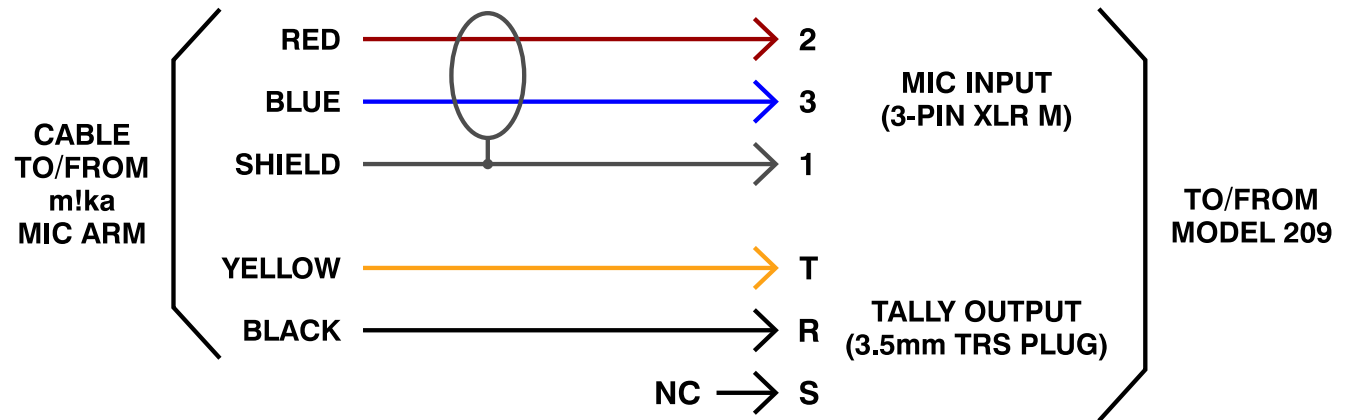 CABLE
TO/FROM
m!ka
MIC ARM
RED 2
BLUE 3
SHIELD 1
MIC INPUT
(3-PIN XLR M)
YELLOW T
BLACK R
NC S
TALLY OUTPUT
(3.5mm TRS PLUG)
TO/FROM
MODEL 209